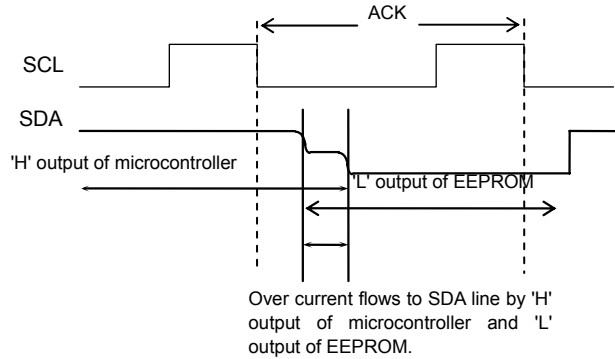 ACK
SCL
SDA
'H' output of microcontroller
'L' output of EEPROM
Over current flows to SDA line by 'H'
output of microcontroller and 'L'
output of EEPROM.